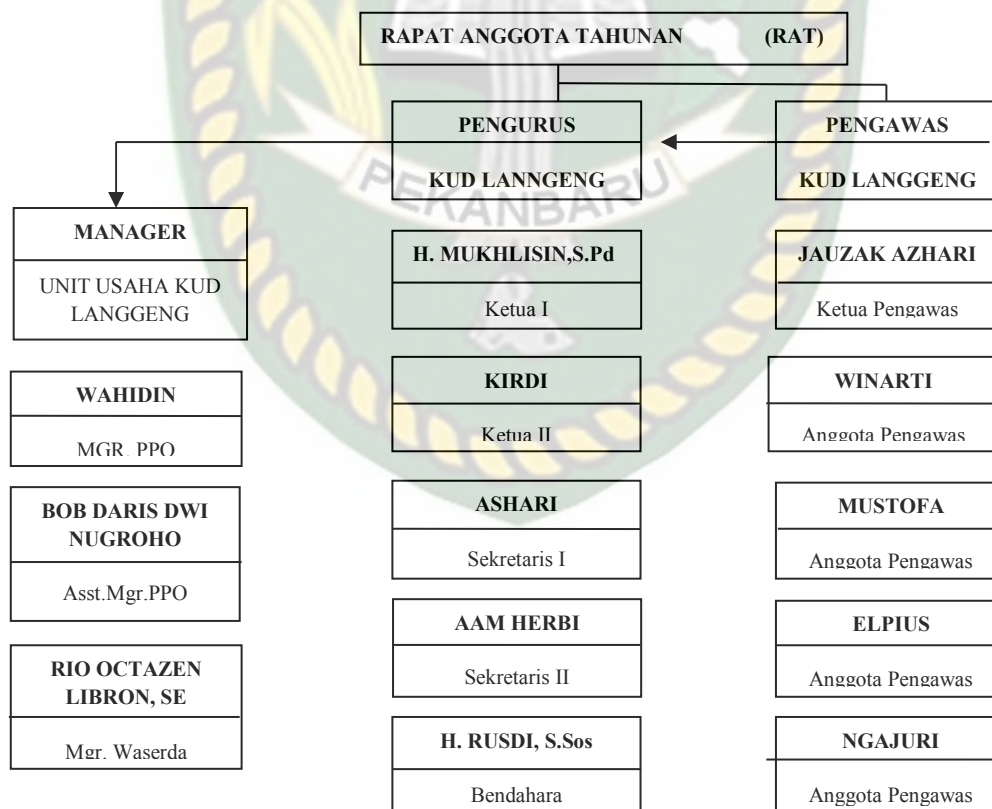 RAPAT ANGGOTA TAHUNAN (RAT)
PENGURUS
KUD LANNGENG
PENGAWAS
KUD LANGGENG
PEKANBARU
MANAGER
UNIT USAHA KUD
LANGGENG
H. MUKHLISIN,S.Pd
Ketua I
JAUZAK AZHARI
Ketua Pengawas
WAHIDIN
MGR. PPO
KIRDI
Ketua II
WINARTI
Anggota Pengawas
BOB DARIS DWI
NUGROHO
Asst.Mgr.PPO
ASHARI
Sekretaris I
MUSTOFA
Anggota Pengawas
RIO OCTAZEN
LIBRON, SE
Mgr. Waserda
AAM HERBI
Sekretaris II
ELPIUS
Anggota Pengawas
H. RUSDI, S.Sos
Bendahara
NGAJURI
Anggota Pengawas